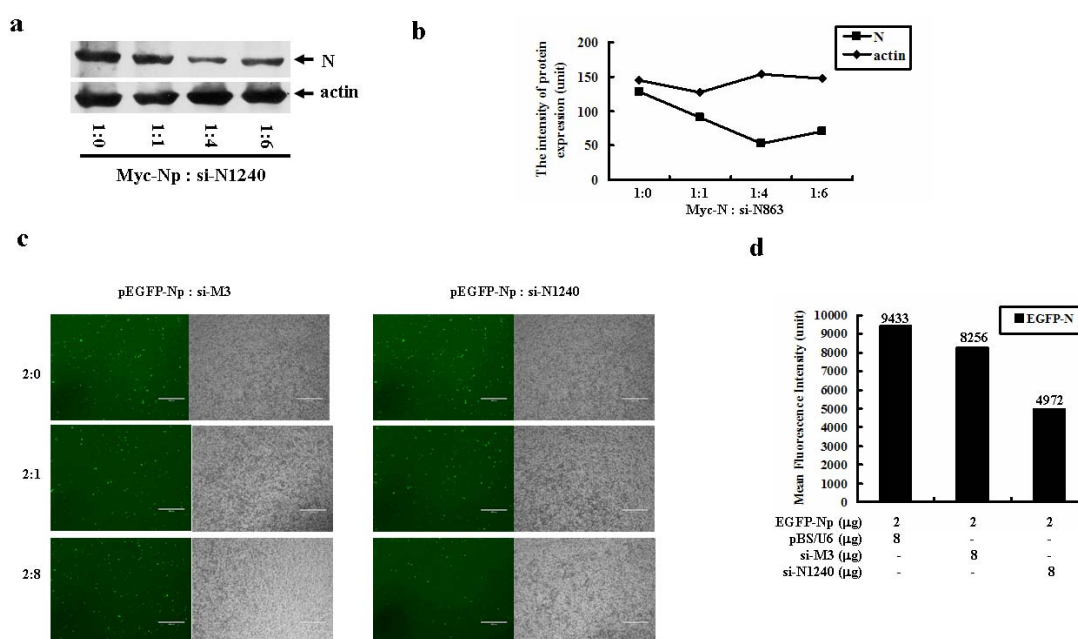 a
N
actin
1:0 1:1 1:4 1:6
Myc-Np : si-N1240
b
N
actin
The intensity of protein
expression (unit)
200
150
100
50
0
1:0 1:1 1:4 1:6
Myc-N : si-N863
c
pEGFP-Np : si-M3 pEGFP-Np : si-N1240
2:0
2:1
2:8
d
EGFP-N
Mean Fluorescence Intensity (unit)
10000
9000
8000
7000
6000
5000
4000
3000
2000
1000
0
9433
8256
4972
EGFP-Np (μg) 2 2 2
pBS/U6 (μg) 8 - -
si-M3 (μg) - 8 -
si-N1240 (μg) - - 8